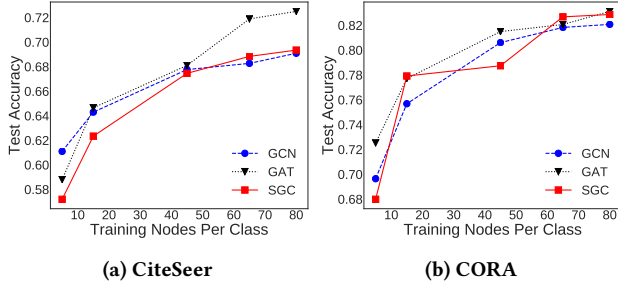 0.72
0.70
0.68
0.66
0.64
0.62
0.60
0.58
Test Accuracy
10 20 30 40 50 60 70 80
Training Nodes Per Class
GCN
GAT
SGC
(a) CiteSeer
0.82
0.80
0.78
0.76
0.74
0.72
0.70
0.68
Test Accuracy
10 20 30 40 50 60 70 80
Training Nodes Per Class
GCN
GAT
SGC
(b) CORA